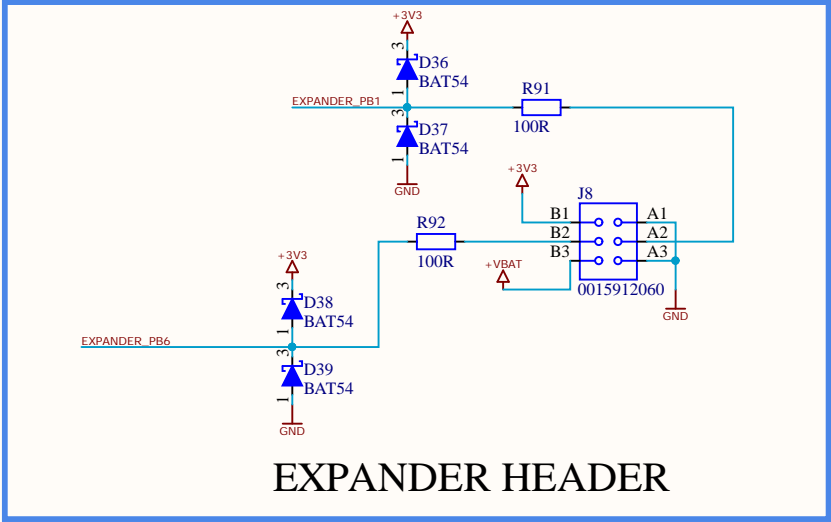 +3V3
3
D36
BAT54
1
EXPANDER_PB1
R91
100R
3
D37
BAT54
1
GND
+3V3
J8
B1
A1
R92
B2
A2
100R
B3
A3
+VBAT
0015912060
GND
+3V3
3
D38
BAT54
1
EXPANDER_PB6
3
D39
BAT54
1
GND
EXPANDER HEADER